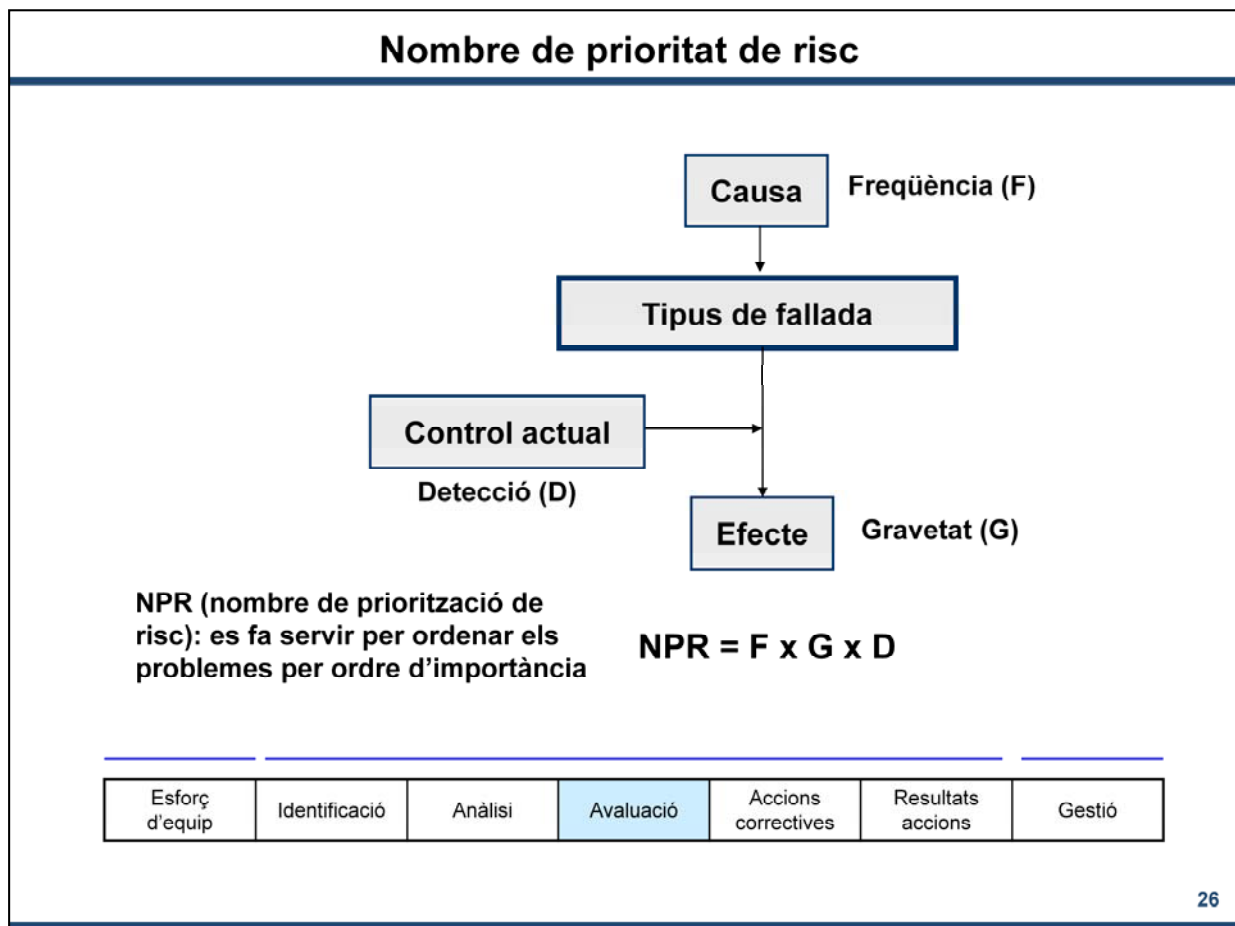 Nombre de prioritat de risc
Causa
Freqüència (F)
Tipus de fallada
Control actual
Detecció (D)
Efecte
Gravetat (G)
NPR (nombre de priorització de
risc): es fa servir per ordenar els
problemes per ordre d’importància
NPR = F x G x D
Esforç
d’equip
Identificació
Anàlisi
Avaluació
Accions
correctives
Resultats
accions
Gestió
26